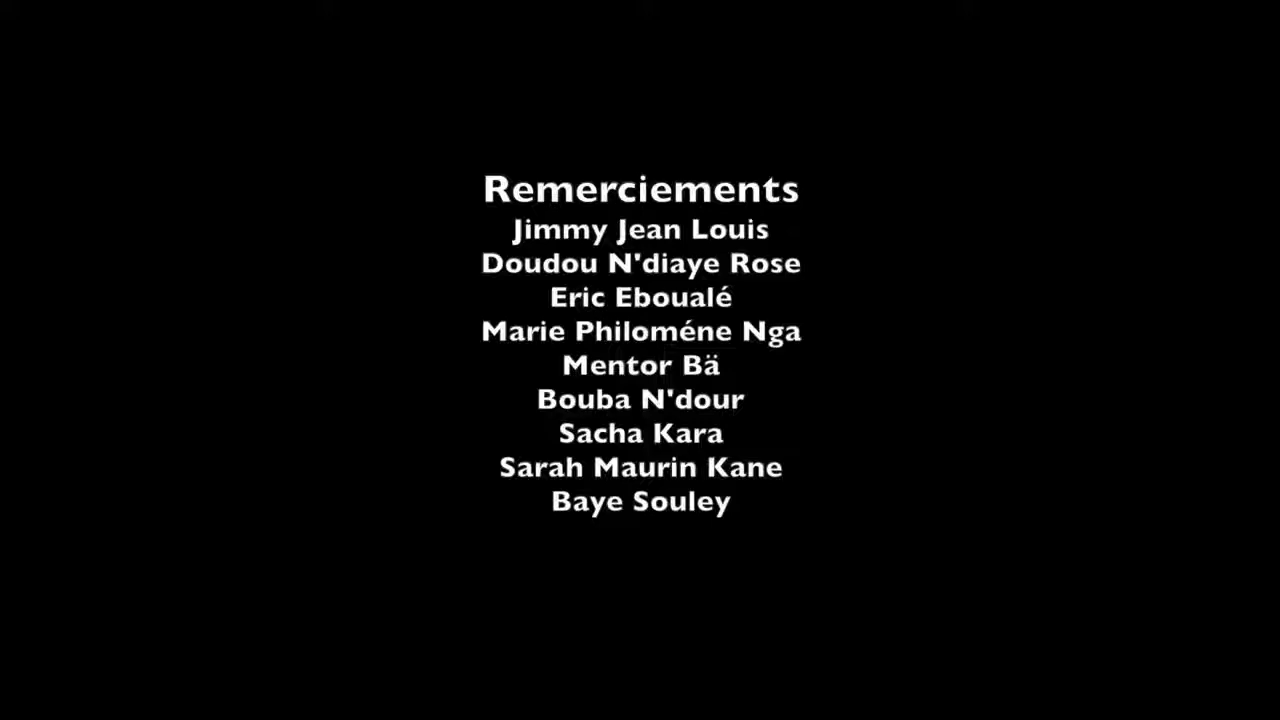 Remerciements
Jimmy Jean Louis
Doudou N'diaye Rose
Eric Eboualé
Marie Philoméne Nga
Mentor Bä
Bouba N'dour
Sacha Kara
Sarah Maurin Kane
Baye Souley